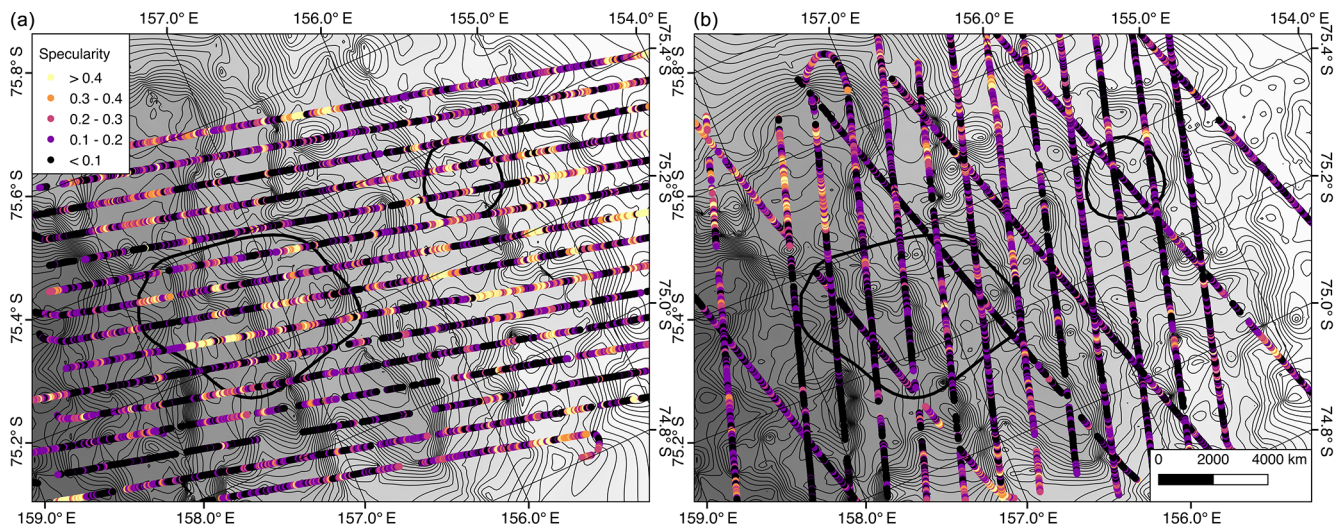 (a)
157.0° E 156.0° E 155.0° E 154.0° E
Specularity
> 0.4
0.3 - 0.4
0.2 - 0.3
0.1 - 0.2
< 0.1
75.8° S
75.6° S
75.4° S
75.2° S
75.4° S
75.2° S
75.0° S
74.8° S
159.0° E 158.0° E 157.0° E 156.0° E
(b)
157.0° E 156.0° E 155.0° E 154.0° E
75.8° S
75.6° S
75.4° S
75.2° S
75.4° S
75.2° S
75.0° S
74.8° S
0 2000 4000 km
159.0° E 158.0° E 157.0° E 156.0° E